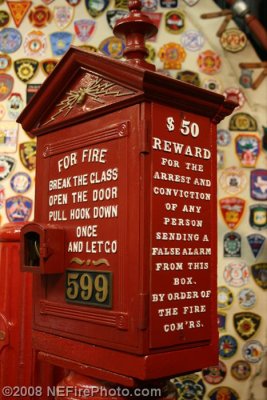 FOR FIRE
BREAK THE GLASS
OPEN THE DOOR
PULL HOOK DOWN
ONCE
AND LET GO
599
$50
REWARD
FOR THE
ARREST AND
CONVICTION
OF ANY
PERSON
SENDING A
FALSE ALARM
FROM THIS
BOX.
BY ORDER OF
THE FIRE
COM'RS.
©2008 NEFirePhoto.com